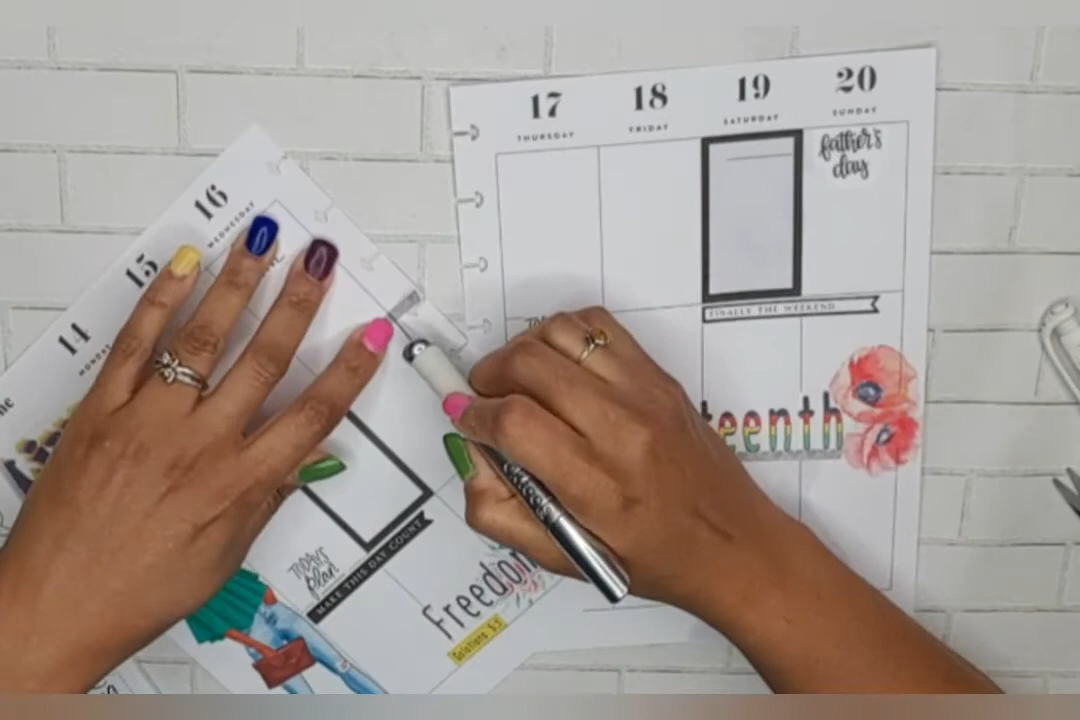 14
MONDAY
15
16
WEDNESDAY
TODAY'S
plan
MAKE THIS DAY COUNT
Freedom
Galatians 5:1
17
THURSDAY
18
FRIDAY
19
SATURDAY
20
SUNDAY
father's
day
FINALLY THE WEEKEND
teenth